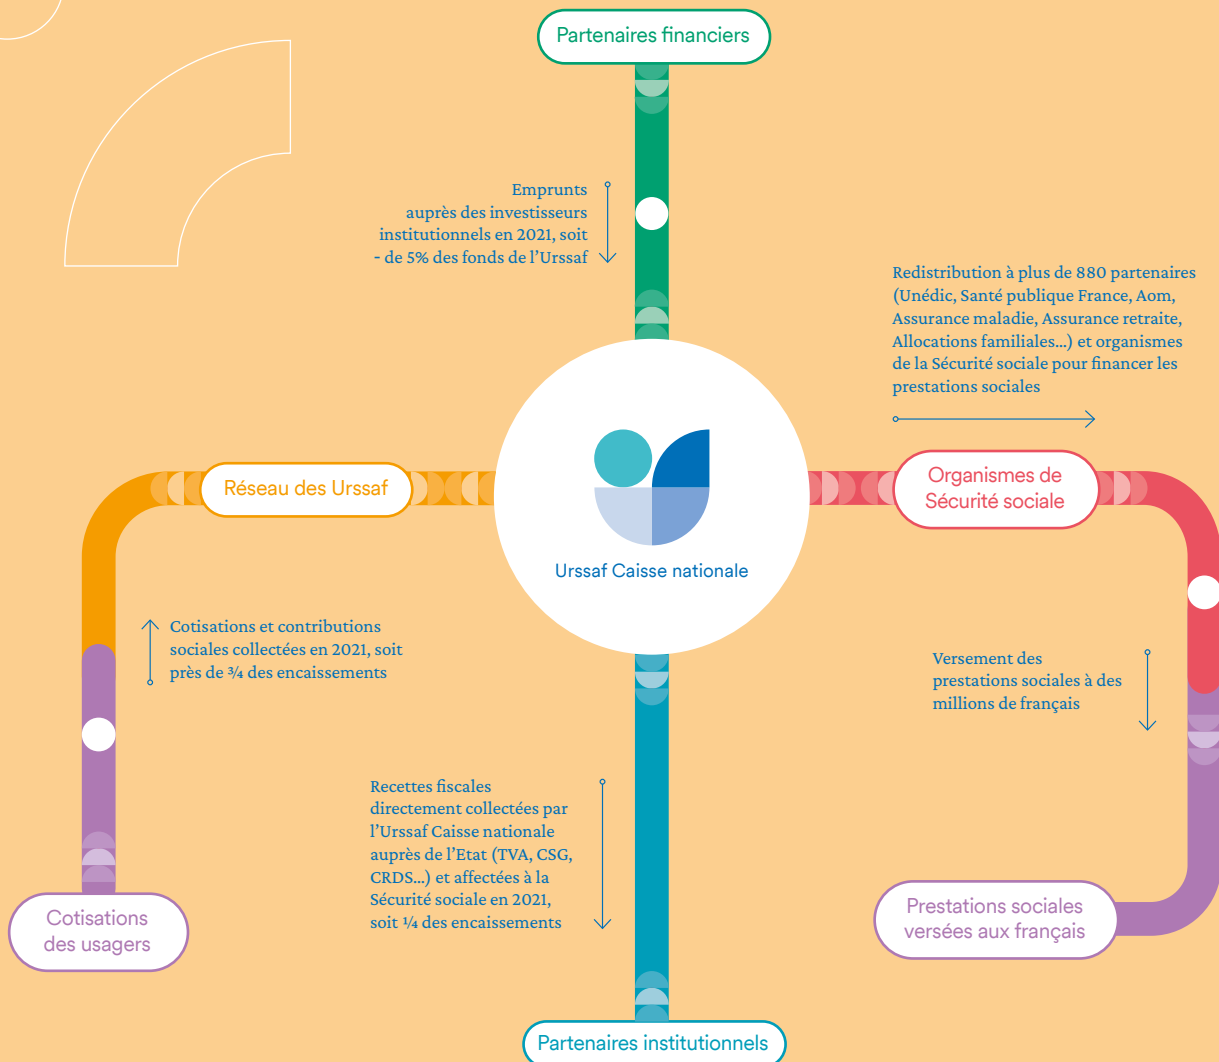 Partenaires financiers
Emprunts
auprès des investisseurs
institutionnels en 2021, soit
- de 5% des fonds de l’Urssaf
Redistribution à plus de 880 partenaires
(Unédic, Santé publique France, Aom,
Assurance maladie, Assurance retraite,
Allocations familiales…) et organismes
de la Sécurité sociale pour financer les
prestations sociales
Réseau des Urssaf
Urssaf Caisse nationale
Organismes de
Sécurité sociale
Cotisations et contributions
sociales collectées en 2021, soit
près de ¾ des encaissements
Versement des
prestations sociales à des
millions de français
Recettes fiscales
directement collectées par
l’Urssaf Caisse nationale
auprès de l’Etat (TVA, CSG,
CRDS…) et affectées à la
Sécurité sociale en 2021,
soit ¼ des encaissements
Cotisations
des usagers
Prestations sociales
versées aux français
Partenaires institutionnels